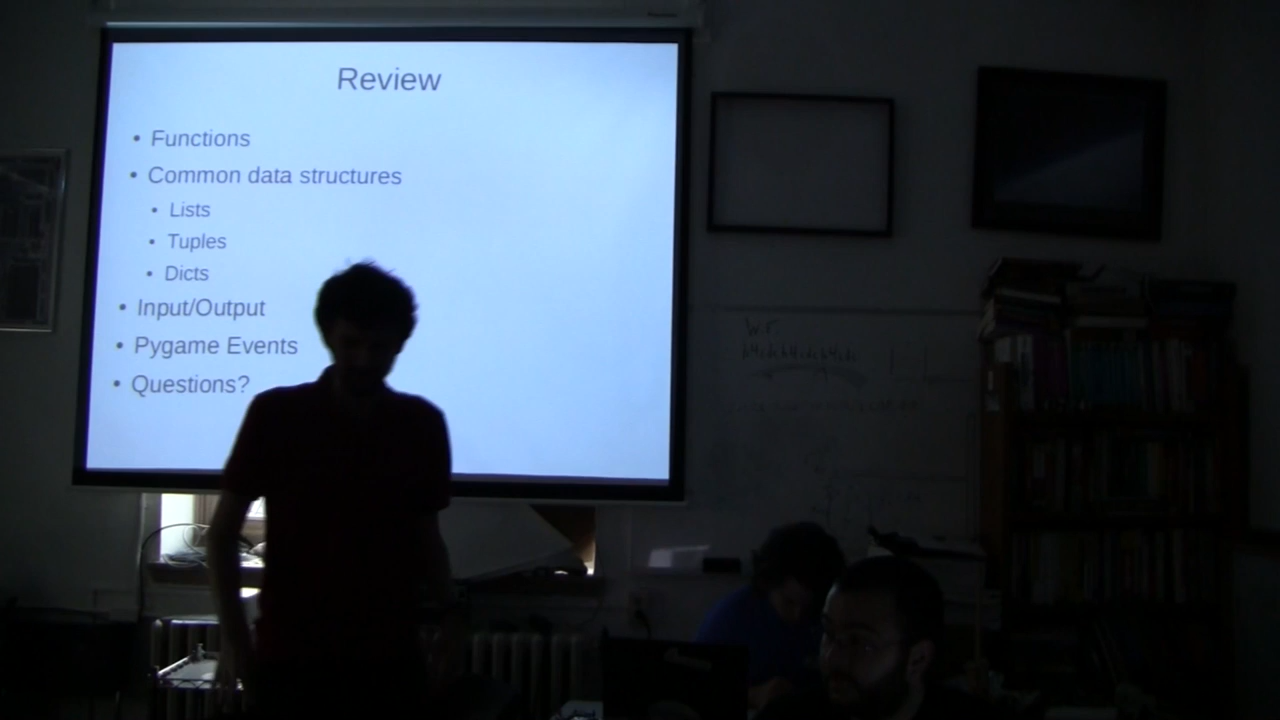 Review
• Functions
• Common data structures
• Lists
• Tuples
• Dicts
• Input/Output
• Pygame Events
• Questions?